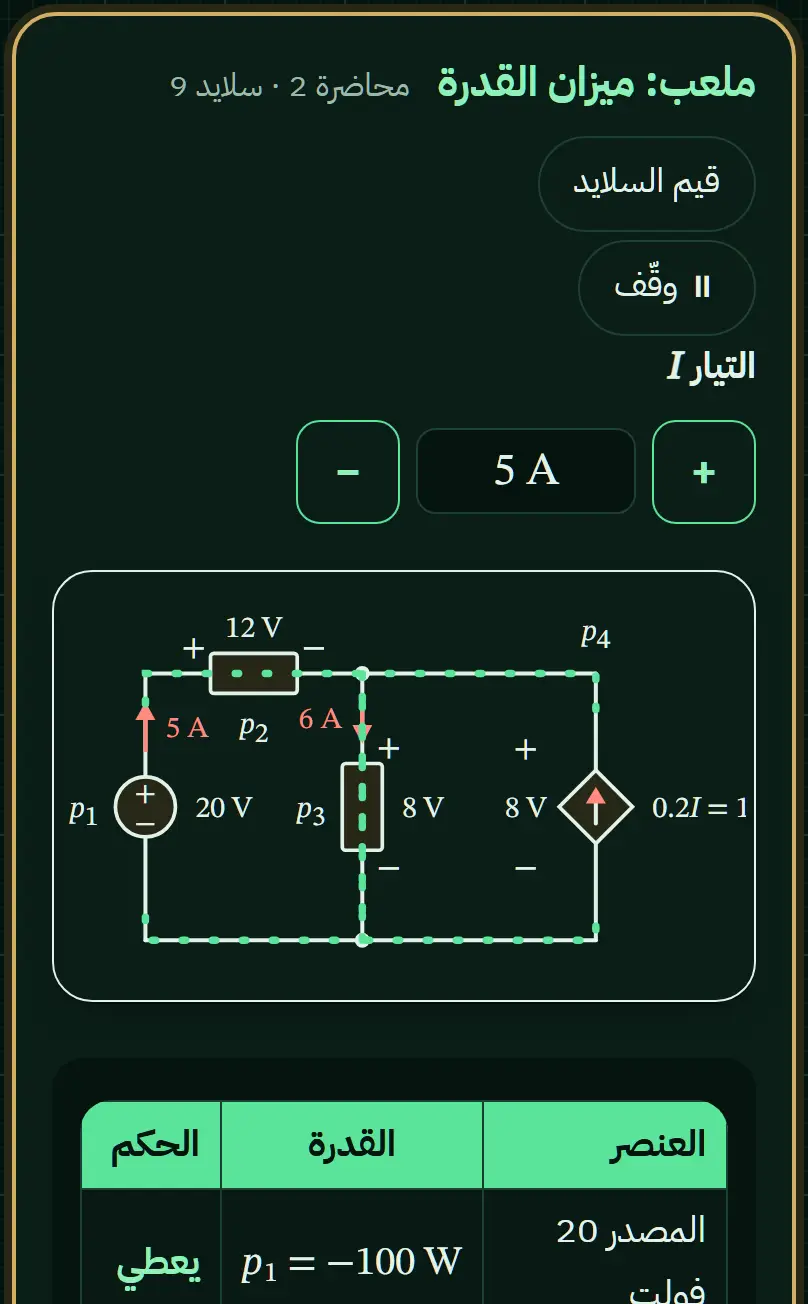 ملعب: ميزان القدرة محاضرة 2 · سلايد 9
قيم السلايد
⏸ وقّف
التيار I
− 5 A +
12 V
p4
+ −
5 A p2 6 A
+ +
p1 + − 20 V p3 8 V 8 V 0.2I = 1
− −
العنصر القدرة الحكم
المصدر 20 فولت p1 = −100 W يعطي